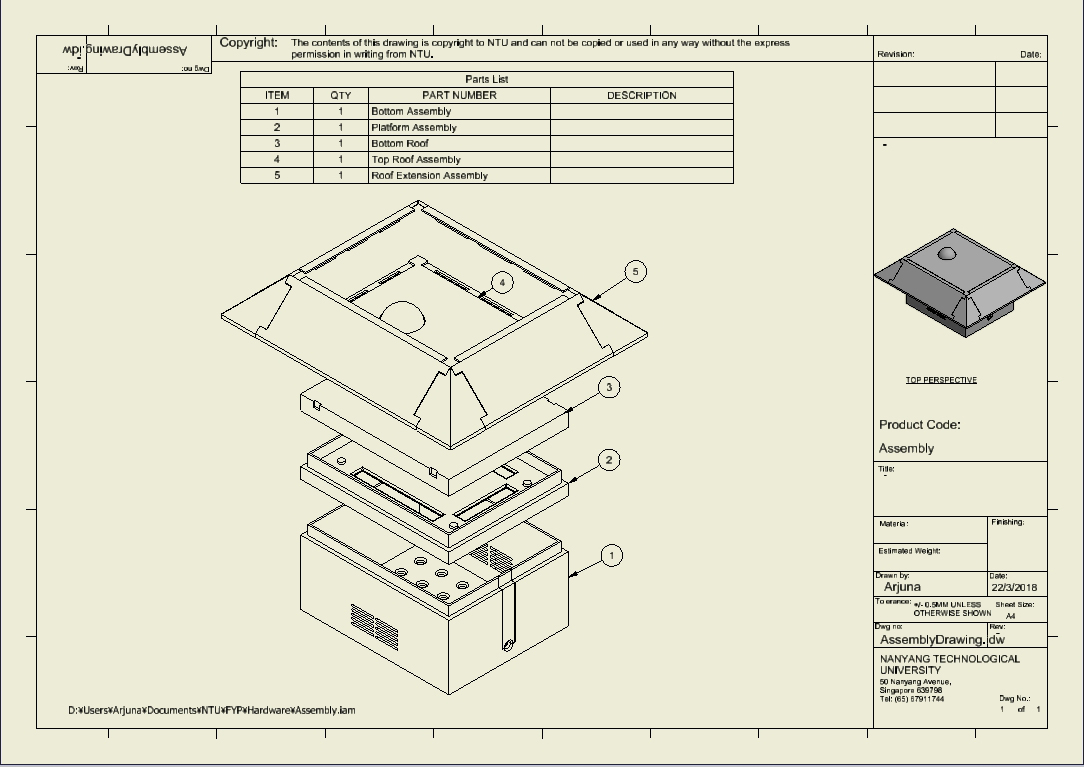 AssemblyDrawing.idw
Rev:
Dwg no:
Copyright: The contents of this drawing is copyright to NTU and can not be copied or used in any way without the express
permission in writing from NTU.
Revision: Date:
Parts List
ITEM QTY PART NUMBER DESCRIPTION
1 1 Bottom Assembly
2 1 Platform Assembly
3 1 Bottom Roof
4 1 Top Roof Assembly
5 1 Roof Extension Assembly
4
5
3
2
1
TOP PERSPECTIVE
Product Code:
Assembly
Title:
-
Material:
Finishing:
Estimated Weight:
Drawn by: Date:
Arjuna 22/3/2018
Tolerance: +/- 0.5MM UNLESS Sheet Size:
OTHERWISE SHOWN A4
Dwg no: Rev:
AssemblyDrawing.idw
NANYANG TECHNOLOGICAL
UNIVERSITY
50 Nanyang Avenue,
Singapore 639798
Tel: (65) 67911744
Dwg No.:
1 of 1
D:¥Users¥Arjuna¥Documents¥NTU¥FYP¥Hardware¥Assembly.iam